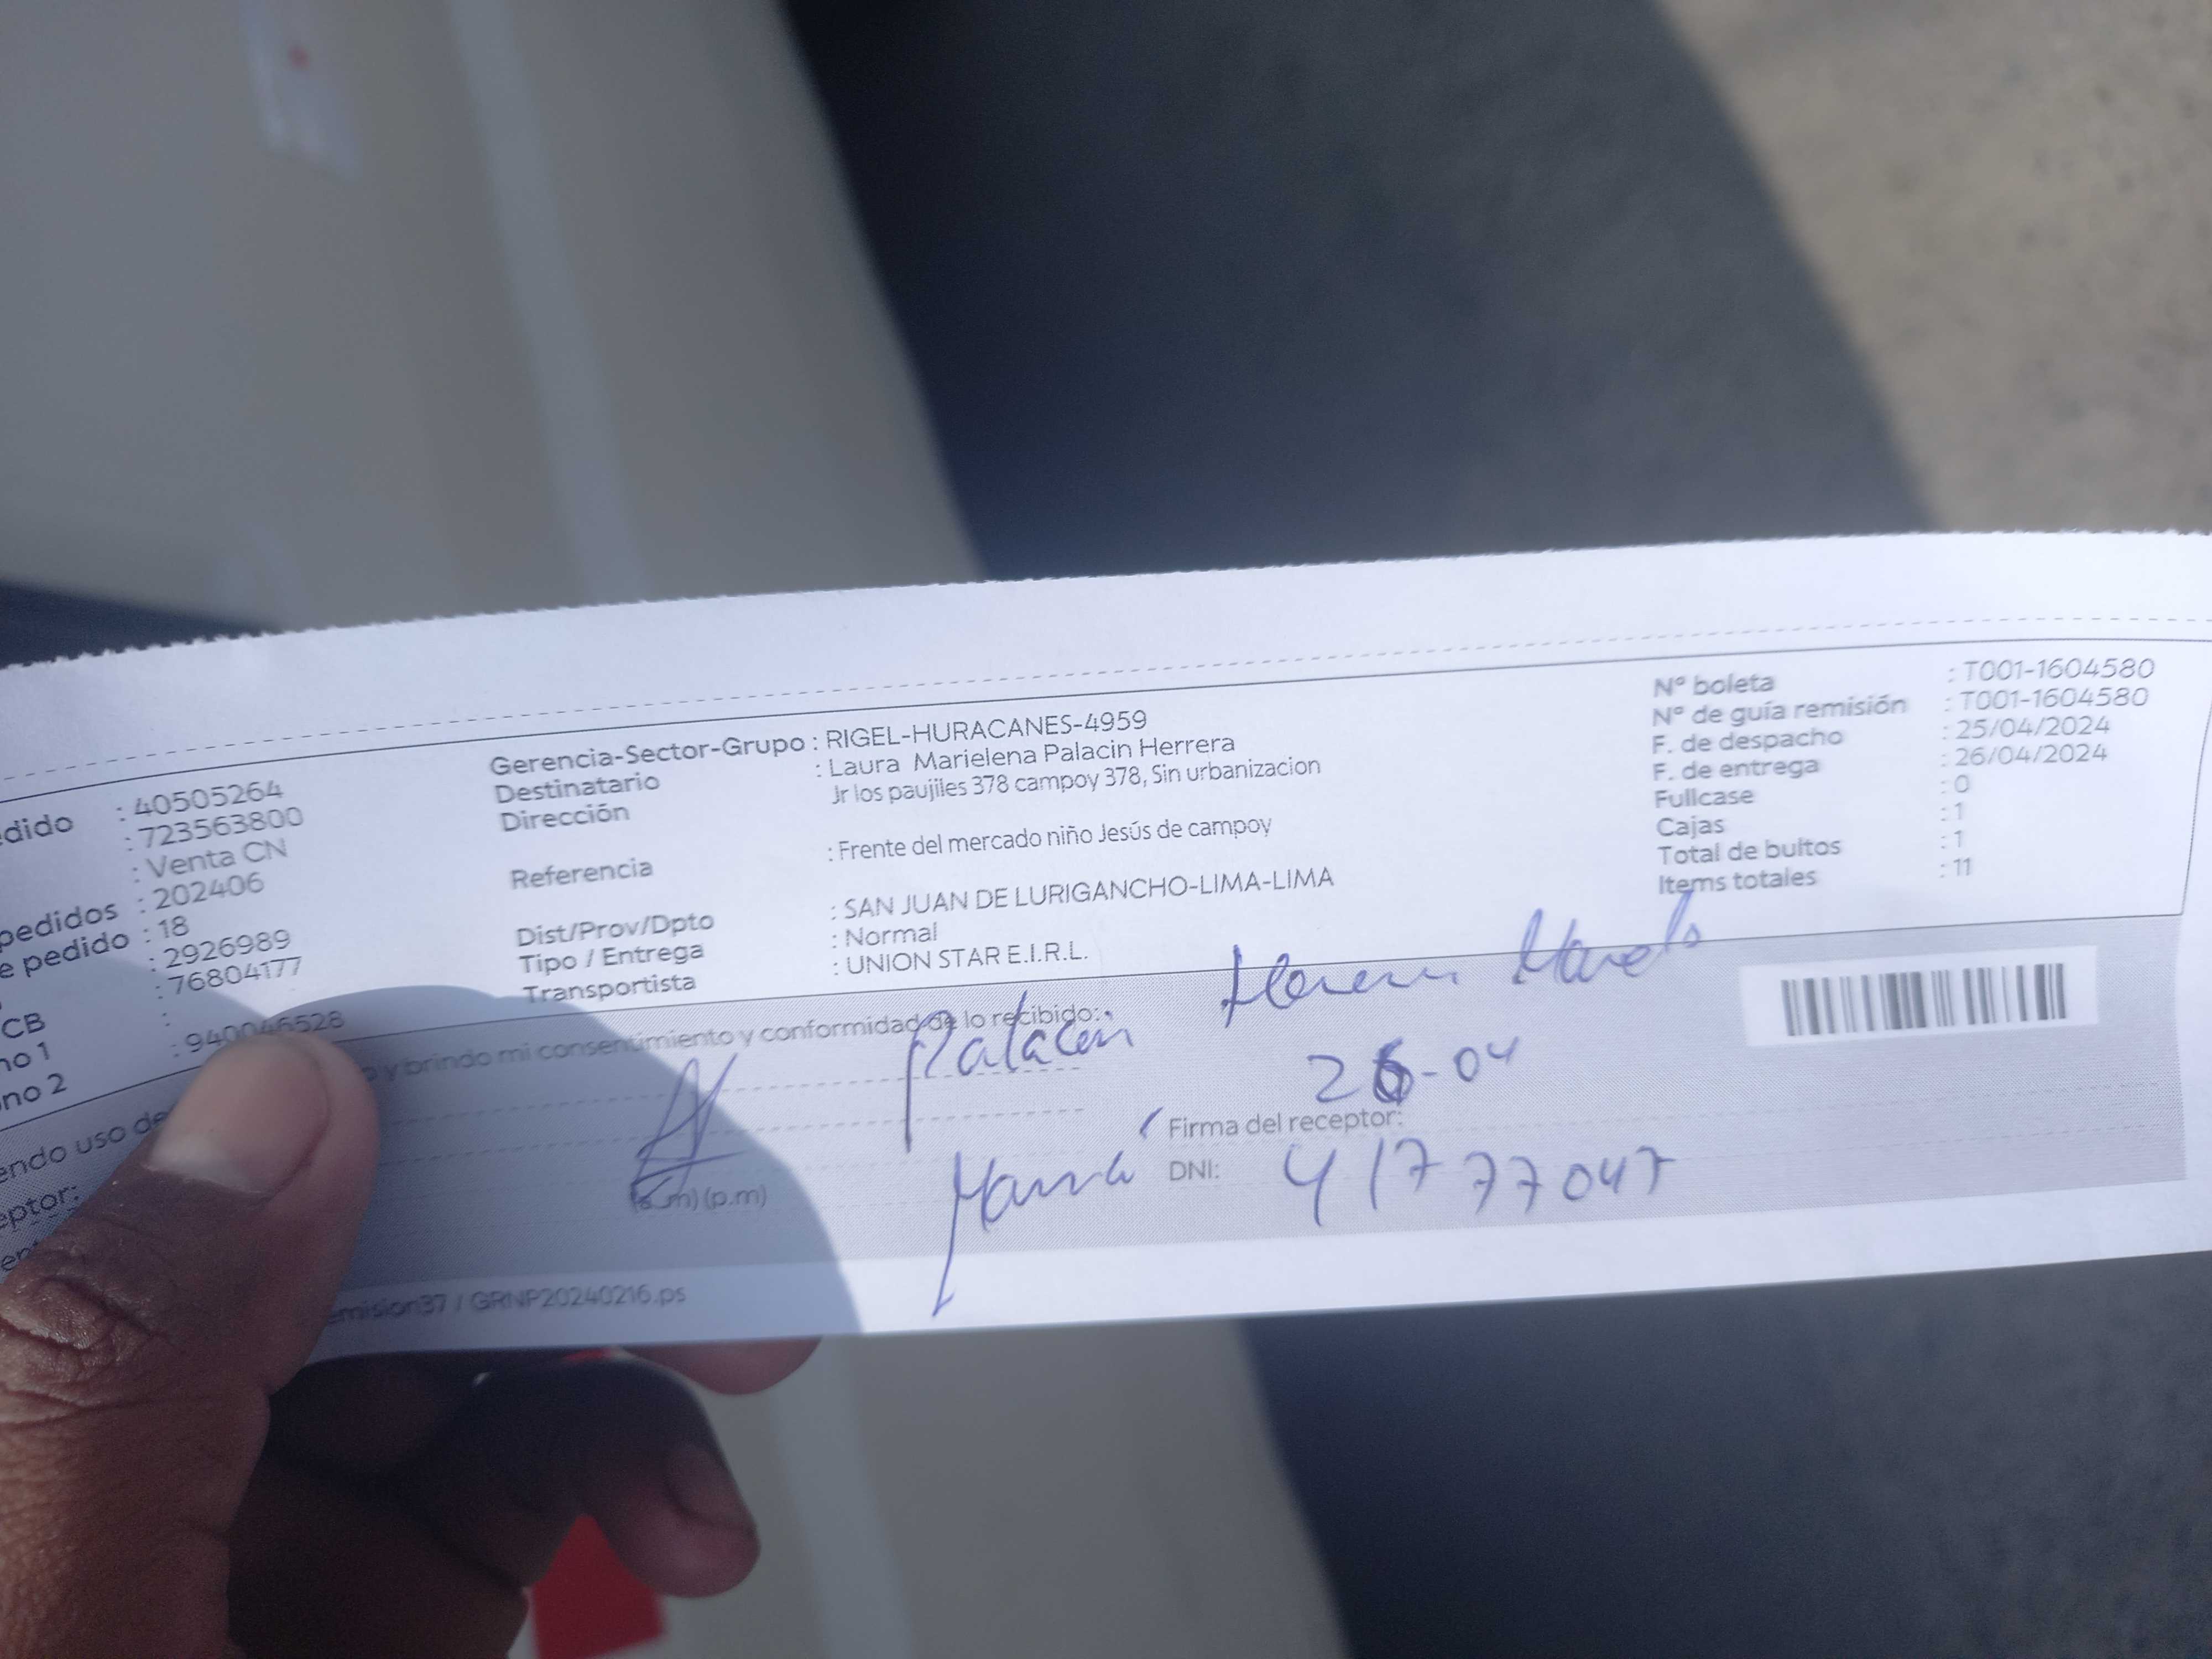 edido : 40505264
: 723563800
: Venta CN
pedidos : 202406
e pedido : 18
: 2926989
CB : 76804177
no 1 :
no 2 : 940046528
Gerencia-Sector-Grupo : RIGEL-HURACANES-4959
Destinatario : Laura Marielena Palacin Herrera
Dirección Jr los paujiles 378 campoy 378, Sin urbanizacion
Referencia : Frente del mercado niño Jesús de campoy
Dist/Prov/Dpto : SAN JUAN DE LURIGANCHO-LIMA-LIMA
Tipo / Entrega : Normal
Transportista : UNION STAR E.I.R.L.
N° boleta : T001-1604580
N° de guía remisión : T001-1604580
F. de despacho : 25/04/2024
F. de entrega : 26/04/2024
Fullcase : 0
Cajas : 1
Total de bultos : 1
Items totales : 11
endo uso de o y brindo mi consentimiento y conformidad de lo recibido:
Palacin
26-04
eptor: Firma del receptor:
(a.m) (p.m) DNI: 41777047
emision37 / GRNP20240216.ps